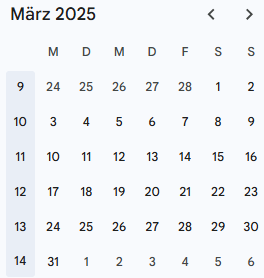 März 2025
M D M D F S S
9 24 25 26 27 28 1 2
10 3 4 5 6 7 8 9
11 10 11 12 13 14 15 16
12 17 18 19 20 21 22 23
13 24 25 26 27 28 29 30
14 31 1 2 3 4 5 6